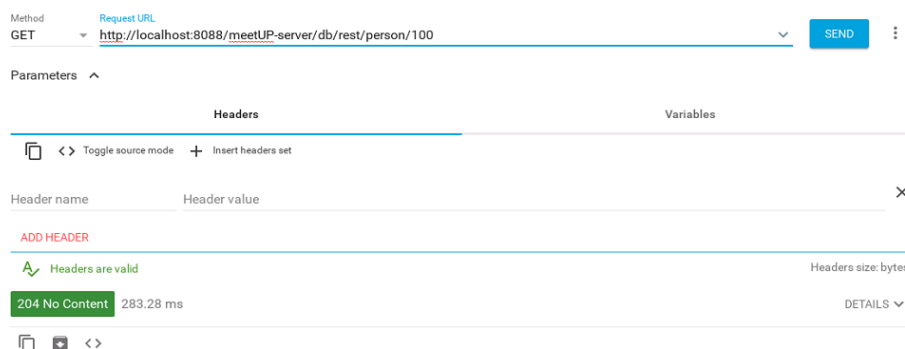 Method
Request URL
GET
http://localhost:8088/meetUP-server/db/rest/person/100
SEND
Parameters
Headers
Variables
Toggle source mode
Insert headers set
Header name
Header value
ADD HEADER
Headers are valid
Headers size: bytes
204 No Content
283.28 ms
DETAILS